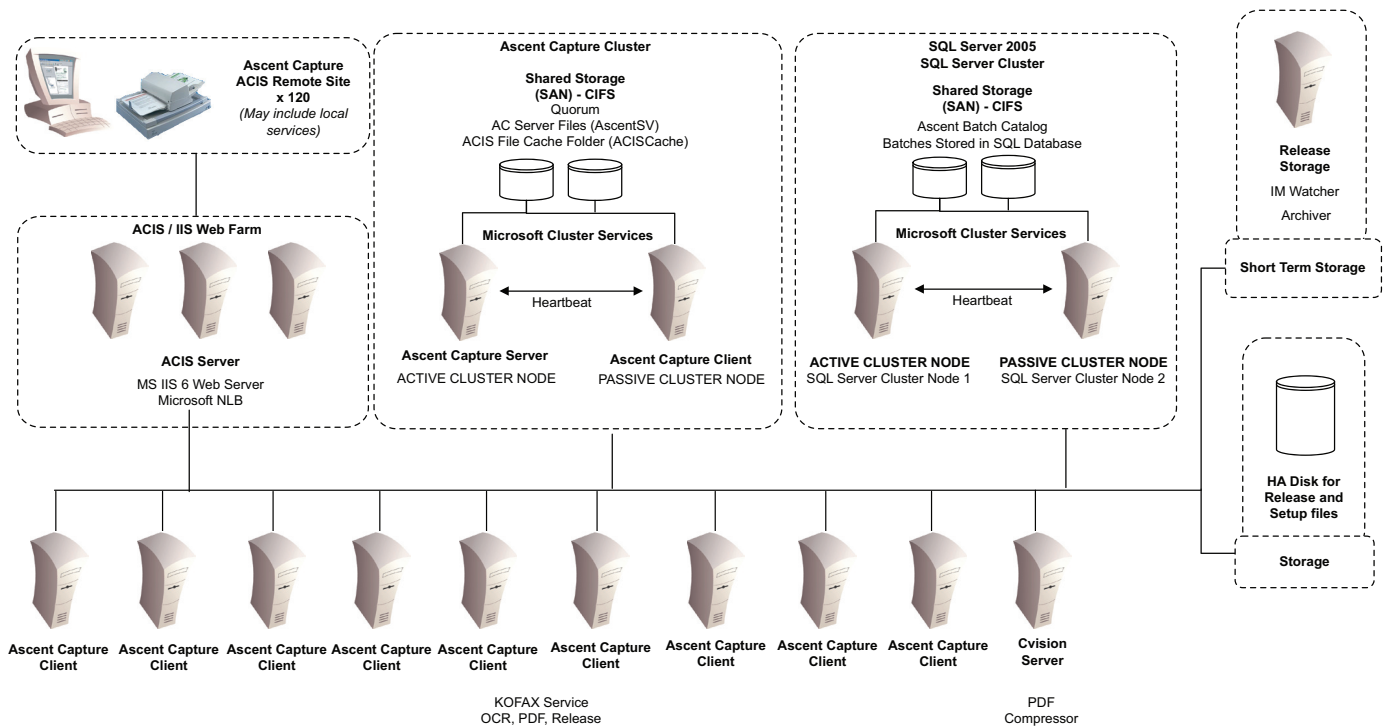 Ascent Capture
ACIS Remote Site
x 120
(May include local
services)
ACIS / IIS Web Farm
ACIS Server
MS IIS 6 Web Server
Microsoft NLB
Ascent Capture Cluster
Shared Storage
(SAN) - CIFS
Quorum
AC Server Files (AscentSV)
ACIS File Cache Folder (ACISCache)
Microsoft Cluster Services
Heartbeat
Ascent Capture Server
ACTIVE CLUSTER NODE
Ascent Capture Client
PASSIVE CLUSTER NODE
SQL Server 2005
SQL Server Cluster
Shared Storage
(SAN) - CIFS
Ascent Batch Catalog
Batches Stored in SQL Database
Microsoft Cluster Services
Heartbeat
ACTIVE CLUSTER NODE
SQL Server Cluster Node 1
PASSIVE CLUSTER NODE
SQL Server Cluster Node 2
Release
Storage
IM Watcher
Archiver
Short Term Storage
HA Disk for
Release and
Setup files
Storage
Ascent Capture
Client
Ascent Capture
Client
Ascent Capture
Client
Ascent Capture
Client
Ascent Capture
Client
Ascent Capture
Client
Ascent Capture
Client
Ascent Capture
Client
Ascent Capture
Client
Cvision
Server
KOFAX Service
OCR, PDF, Release
PDF
Compressor